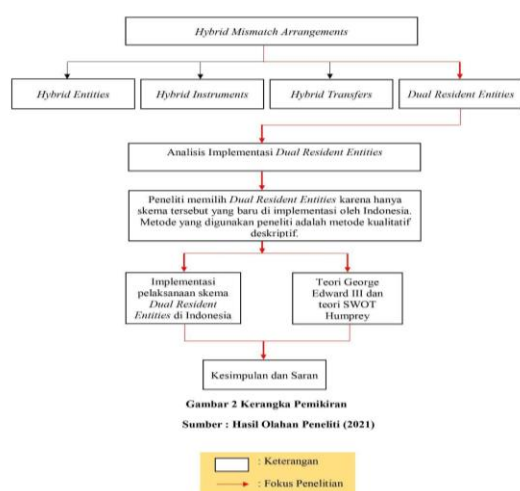 Hybrid Mismatch Arrangements
Hybrid Entities
Hybrid Instruments
Hybrid Transfers
Dual Resident Entities
Analisis Implementasi Dual Resident Entities
Peneliti memilih Dual Resident Entities karena hanya
skema tersebut yang baru di implementasi oleh Indonesia.
Metode yang digunakan peneliti adalah metode kualitatif
deskriptif.
Implementasi
pelaksanaan skema
Dual Resident
Entities di Indonesia
Teori George
Edward III dan
teori SWOT
Humprey
Kesimpulan dan Saran
Gambar 2 Kerangka Pemikiran
Sumber : Hasil Olahan Peneliti (2021)
: Keterangan
: Fokus Penelitian